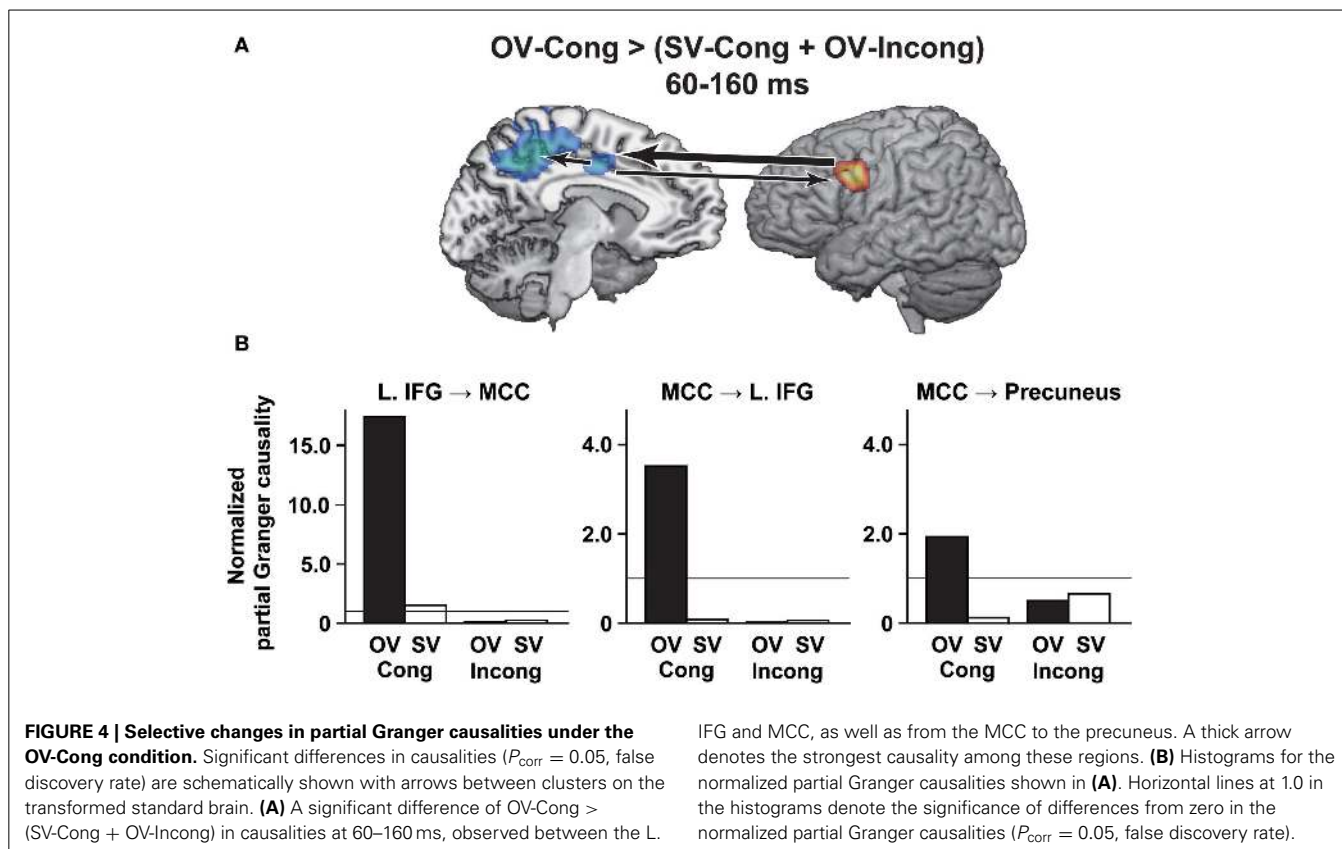 A
OV-Cong > (SV-Cong + OV-Incong)
60-160 ms
B
L. IFG → MCC
MCC → L. IFG
MCC → Precuneus
Normalized
partial Granger causality
15.0
10.0
5.0
0
OV SV
Cong
OV SV
Incong
4.0
2.0
0
OV SV
Cong
OV SV
Incong
4.0
2.0
0
OV SV
Cong
OV SV
Incong
FIGURE 4 | Selective changes in partial Granger causalities under the
OV-Cong condition. Significant differences in causalities (Pcorr = 0.05, false
discovery rate) are schematically shown with arrows between clusters on the
transformed standard brain. (A) A significant difference of OV-Cong >
(SV-Cong + OV-Incong) in causalities at 60–160 ms, observed between the L.
IFG and MCC, as well as from the MCC to the precuneus. A thick arrow
denotes the strongest causality among these regions. (B) Histograms for the
normalized partial Granger causalities shown in (A). Horizontal lines at 1.0 in
the histograms denote the significance of differences from zero in the
normalized partial Granger causalities (Pcorr = 0.05, false discovery rate).